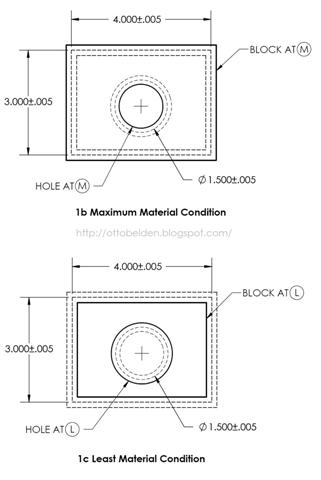 4.000±.005
BLOCK AT Ⓜ
3.000±.005
HOLE AT Ⓜ
∅1.500±.005
1b Maximum Material Condition
http://ottobelden.blogspot.com/
4.000±.005
BLOCK AT Ⓛ
3.000±.005
HOLE AT Ⓛ
∅1.500±.005
1c Least Material Condition